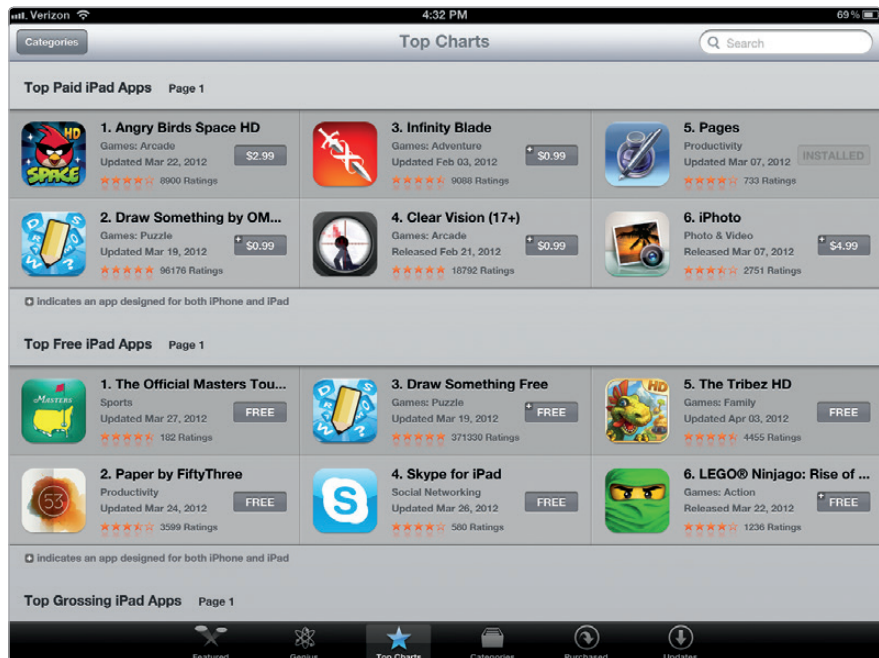 Verizon 4:32 PM 69%
Categories Top Charts Search
Top Paid iPad Apps Page 1
HD
SPACE
1. Angry Birds Space HD
Games: Arcade
Updated Mar 22, 2012
8900 Ratings
$2.99
3. Infinity Blade
Games: Adventure
Updated Feb 03, 2012
9088 Ratings
+ $0.99
5. Pages
Productivity
Updated Mar 07, 2012
733 Ratings
INSTALLED
2. Draw Something by OM...
Games: Puzzle
Updated Mar 19, 2012
96176 Ratings
+ $0.99
4. Clear Vision (17+)
Games: Arcade
Released Feb 21, 2012
18792 Ratings
+ $0.99
6. iPhoto
Photo & Video
Released Mar 07, 2012
2751 Ratings
+ $4.99
+ indicates an app designed for both iPhone and iPad
Top Free iPad Apps Page 1
MASTERS
1. The Official Masters Tou...
Sports
Updated Mar 27, 2012
182 Ratings
FREE
3. Draw Something Free
Games: Puzzle
Updated Mar 19, 2012
371330 Ratings
+ FREE
HD
5. The Tribez HD
Games: Family
Updated Apr 03, 2012
4455 Ratings
FREE
53
2. Paper by FiftyThree
Productivity
Updated Mar 24, 2012
3599 Ratings
FREE
S
4. Skype for iPad
Social Networking
Updated Mar 26, 2012
580 Ratings
FREE
6. LEGO® Ninjago: Rise of ...
Games: Action
Released Mar 22, 2012
1236 Ratings
+ FREE
+ indicates an app designed for both iPhone and iPad
Top Grossing iPad Apps Page 1
Featured Genius Top Charts Categories Purchased Updates